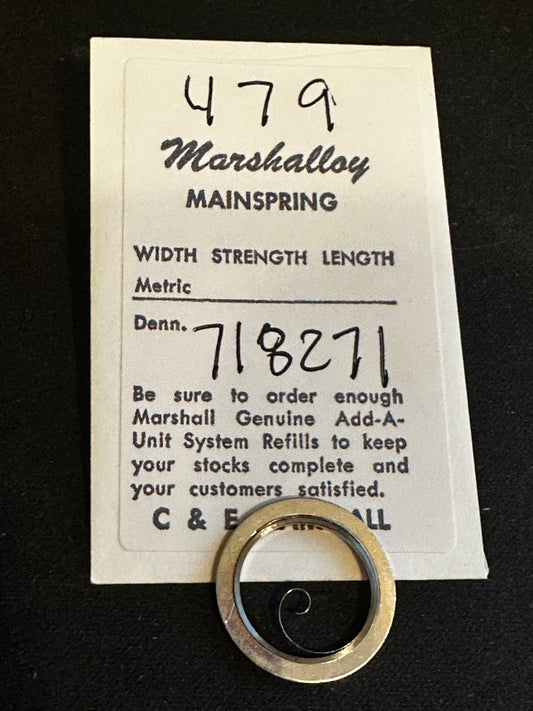 479
Marshalloy
MAINSPRING
WIDTH STRENGTH LENGTH
Metric
Denn. 718271
Be sure to order enough
Marshall Genuine Add-A-
Unit System Refills to keep
your stocks complete and
your customers satisfied.
C & E